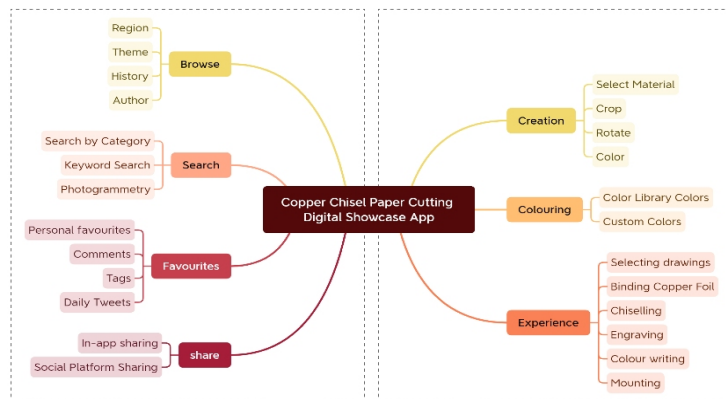 Region
Theme
History
Author
Browse
Search by Category
Keyword Search
Photogrammetry
Search
Personal favourites
Comments
Tags
Daily Tweets
Favourites
In-app sharing
Social Platform Sharing
share
Copper Chisel Paper Cutting
Digital Showcase App
Creation
Select Material
Crop
Rotate
Color
Colouring
Color Library Colors
Custom Colors
Experience
Selecting drawings
Binding Copper Foil
Chiselling
Engraving
Colour writing
Mounting